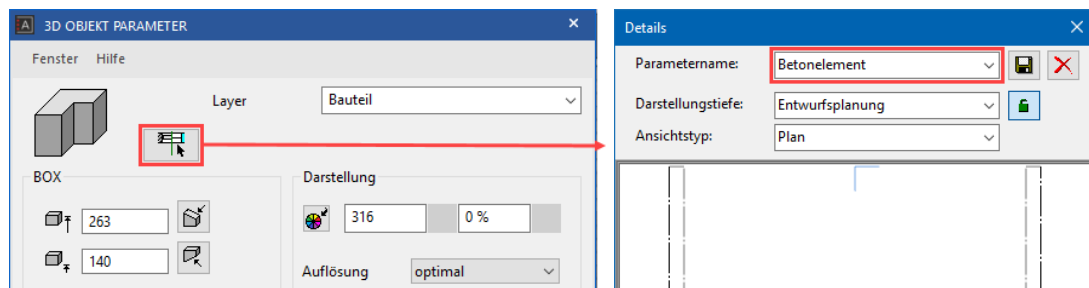 3D OBJEKT PARAMETER
Fenster Hilfe
Layer Bauteil
BOX
263
140
Darstellung
316 0 %
Auflösung optimal
Details
Parametername: Betonelement
Darstellungstiefe: Entwurfsplanung
Ansichtstyp: Plan